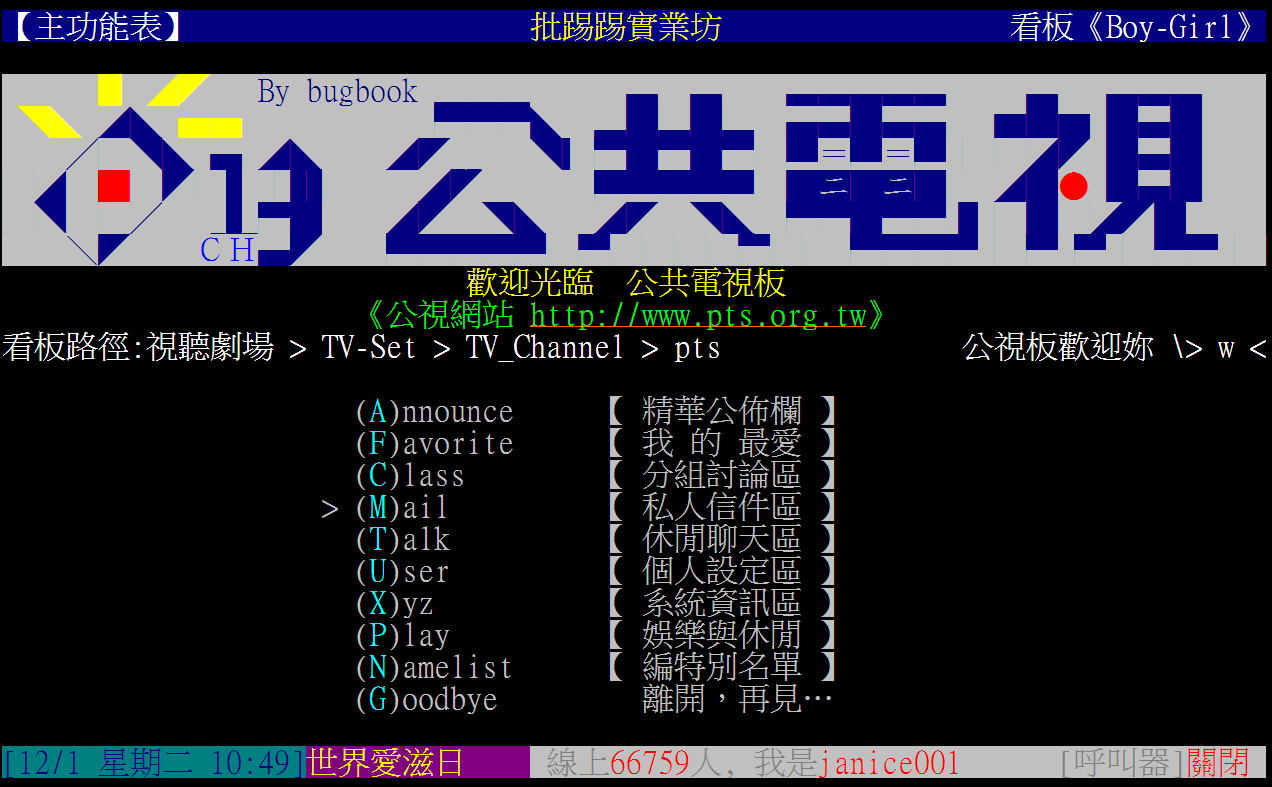 【主功能表】 批踢踢實業坊 看板《Boy-Girl》
By bugbook
公共電視
13
CH
歡迎光臨 公共電視板
《公視網站 http://www.pts.org.tw》
看板路徑:視聽劇場 > TV-Set > TV_Channel > pts 公視板歡迎妳 \> w <
(A)nnounce 【 精華公佈欄 】
(F)avorite 【 我 的 最愛 】
(C)lass 【 分組討論區 】
> (M)ail 【 私人信件區 】
(T)alk 【 休閒聊天區 】
(U)ser 【 個人設定區 】
(X)yz 【 系統資訊區 】
(P)lay 【 娛樂與休閒 】
(N)amelist 【 編特別名單 】
(G)oodbye 離開，再見…
[12/1 星期二 10:49] 世界愛滋日 線上66759人, 我是janice001 [呼叫器]關閉